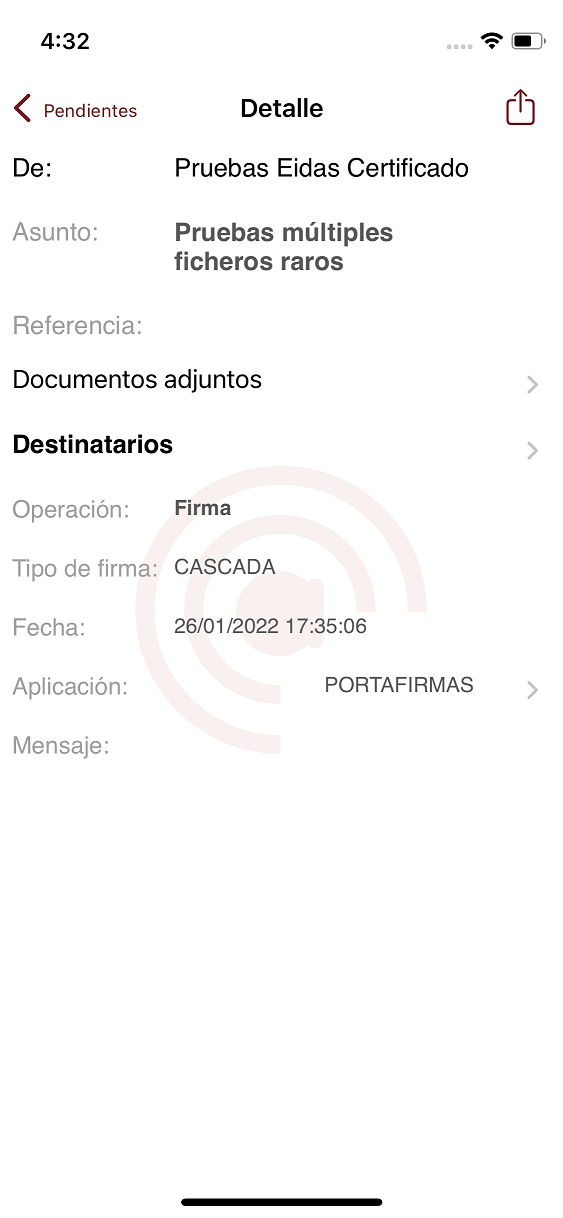 4:32
Pendientes
Detalle
De: Pruebas Eidas Certificado
Asunto: Pruebas múltiples
ficheros raros
Referencia:
Documentos adjuntos
Destinatarios
Operación: Firma
Tipo de firma: CASCADA
Fecha: 26/01/2022 17:35:06
Aplicación: PORTAFIRMAS
Mensaje: